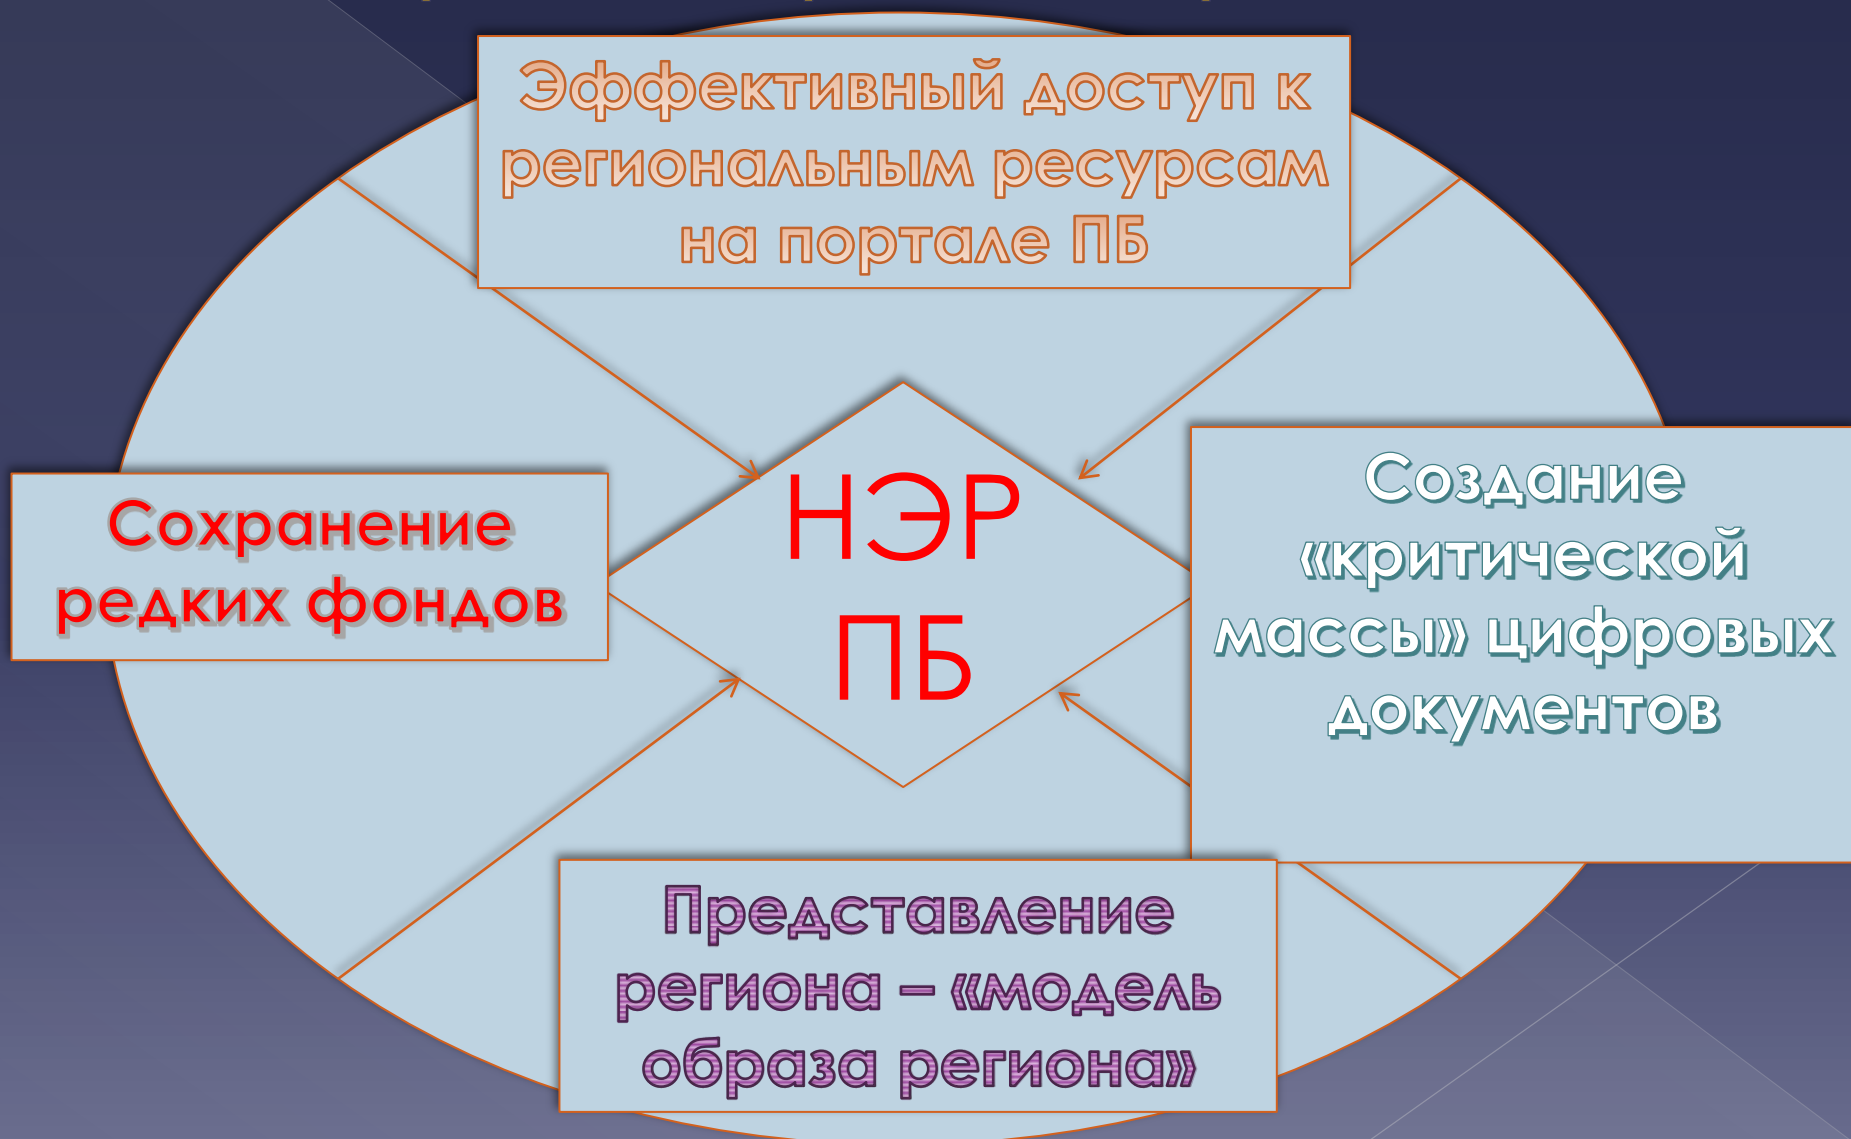 Эффективный доступ к
региональным ресурсам
на портале ПБ
Сохранение
редких фондов
НЭР
ПБ
Создание
«критической
массы» цифровых
документов
Представление
региона – «модель
образа региона»